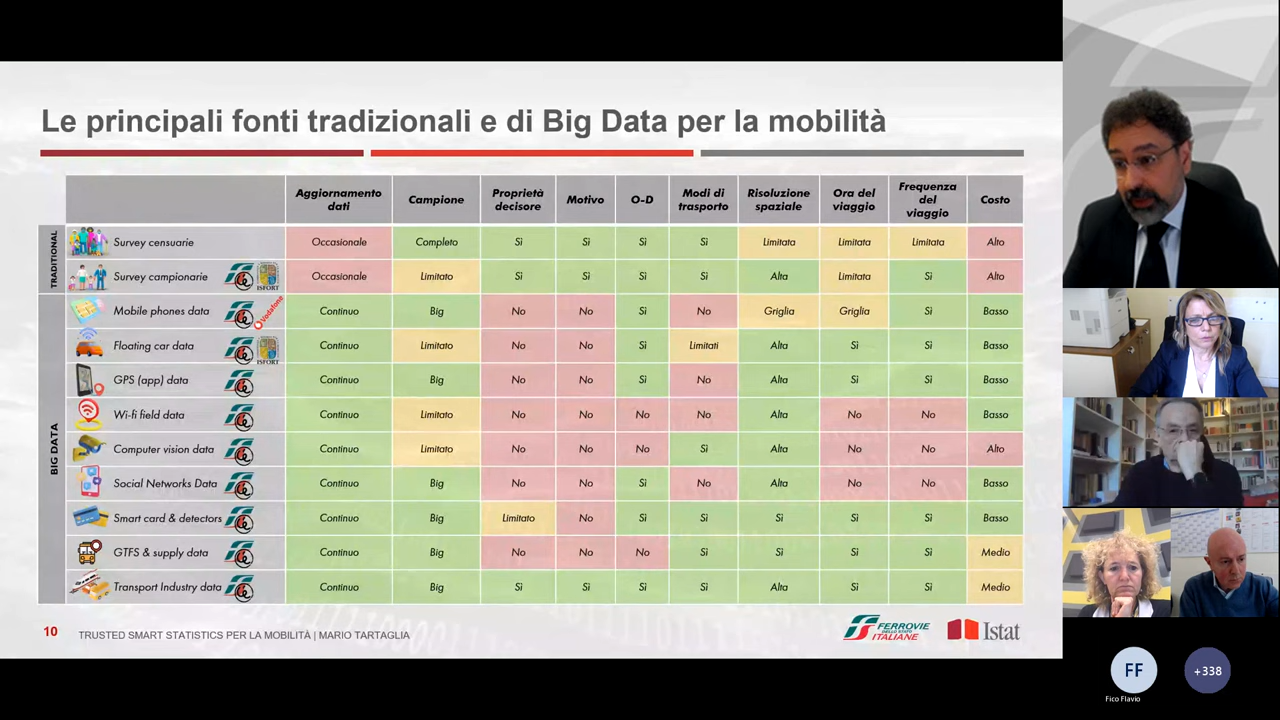 Le principali fonti tradizionali e di Big Data per la mobilità
Aggiornamento dati Campione Proprietà decisore Motivo O-D Modi di trasporto Risoluzione spaziale Ora del viaggio Frequenza del viaggio Costo
TRADITIONAL
Survey censuarie Occasionale Completo Sì Sì Sì Sì Limitata Limitata Limitata Alto
Survey campionarie ISFORT Occasionale Limitato Sì Sì Sì Sì Alta Limitata Sì Alto
BIG DATA
Mobile phones data vodafone Continuo Big No No Sì No Griglia Griglia Sì Basso
Floating car data ISFORT Continuo Limitato No No Sì Limitati Alta Sì Sì Basso
GPS (app) data Continuo Big No No Sì No Alta Sì Sì Basso
Wi-fi field data Continuo Limitato No No No No Alta No No Basso
Computer vision data Continuo Limitato No No No Sì Alta No No Alto
Social Networks Data Continuo Big No No Sì No Alta No No Basso
Smart card & detectors Continuo Big Limitato No Sì Sì Sì Sì Sì Basso
GTFS & supply data Continuo Big No No No Sì Sì Sì Sì Medio
Transport Industry data Continuo Big Sì Sì Sì Sì Alta Sì Sì Medio
10 TRUSTED SMART STATISTICS PER LA MOBILITÀ | MARIO TARTAGLIA
FERROVIE
DELLO STATO
ITALIANE
Istat
FF
+338
Fico Flavio